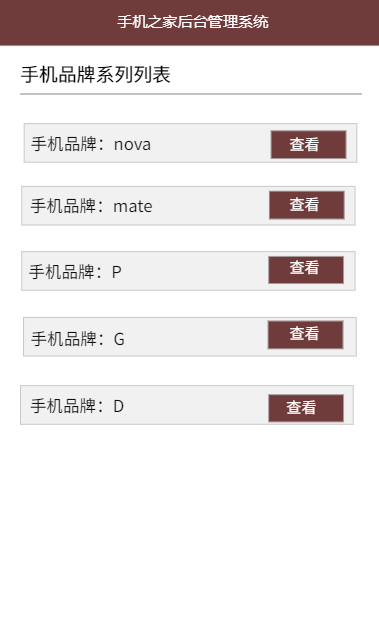 手机之家后台管理系统
手机品牌系列列表
手机品牌：nova 查看
手机品牌：mate 查看
手机品牌：P 查看
手机品牌：G 查看
手机品牌：D 查看